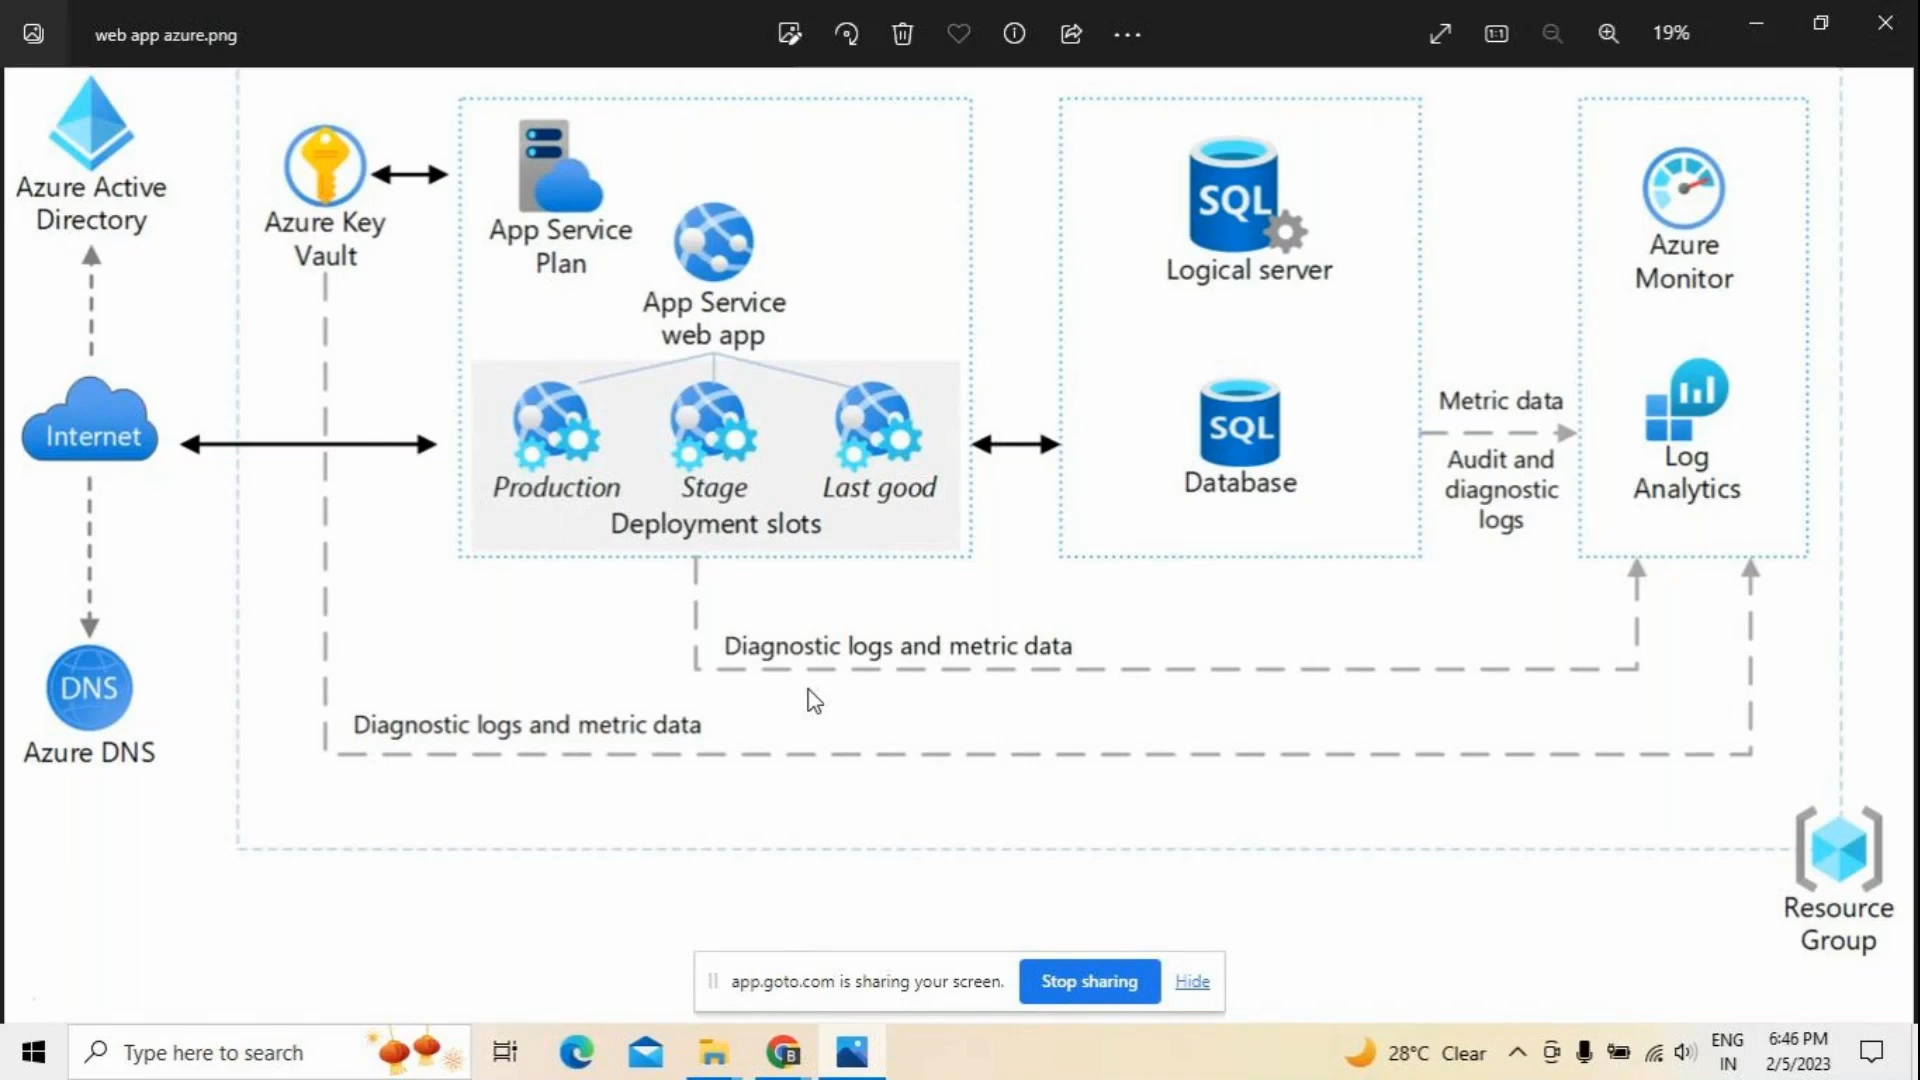 web app azure.png
19%
Azure Active
Directory
Azure Key
Vault
App Service
Plan
App Service
web app
SQL
Logical server
Azure
Monitor
Internet
Production
Stage
Last good
Deployment slots
SQL
Database
Metric data
Audit and
diagnostic
logs
Log
Analytics
DNS
Azure DNS
Diagnostic logs and metric data
Diagnostic logs and metric data
Resource
Group
app.goto.com is sharing your screen.
Stop sharing
Hide
Type here to search
B
28°C Clear
ENG
IN
6:46 PM
2/5/2023